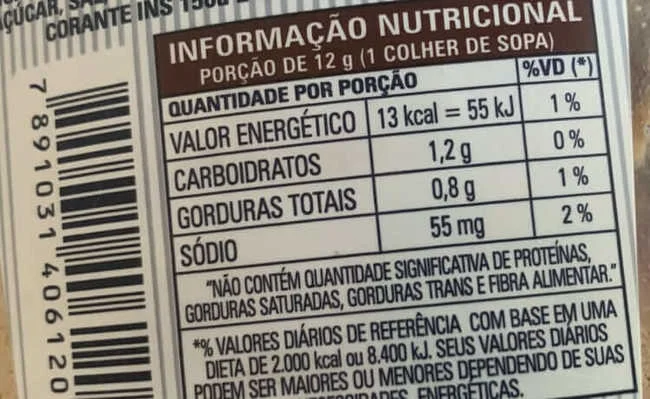 CORANTE INS
INFORMAÇÃO NUTRICIONAL
PORÇÃO DE 12 g (1 COLHER DE SOPA)
QUANTIDADE POR PORÇÃO %VD (*)
VALOR ENERGÉTICO 13 kcal = 55 kJ 1 %
CARBOIDRATOS 1,2 g 0 %
GORDURAS TOTAIS 0,8 g 1 %
SÓDIO 55 mg 2 %
"NÃO CONTÉM QUANTIDADE SIGNIFICATIVA DE PROTEÍNAS,
GORDURAS SATURADAS, GORDURAS TRANS E FIBRA ALIMENTAR."
*% VALORES DIÁRIOS DE REFERÊNCIA COM BASE EM UMA
DIETA DE 2.000 kcal ou 8.400 kJ. SEUS VALORES DIÁRIOS
PODEM SER MAIORES OU MENORES DEPENDENDO DE SUAS
ENERGÉTICAS.
7 891031 406120